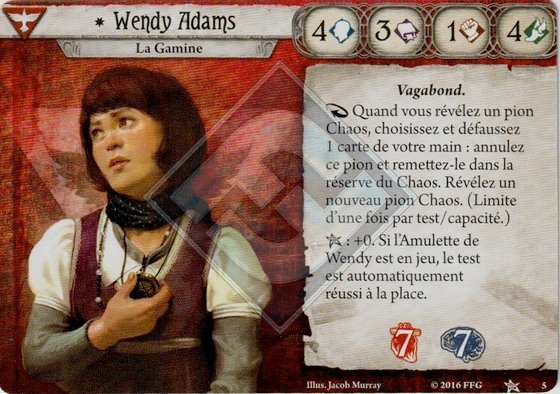 Wendy Adams
La Gamine
4 3 1 4
Vagabond.
Quand vous révélez un pion
Chaos, choisissez et défaussez
1 carte de votre main : annulez
ce pion et remettez-le dans la
réserve du Chaos. Révélez un
nouveau pion Chaos. (Limite
d'une fois par test/capacité.)
: +0. Si l'Amulette de
Wendy est en jeu, le test
est automatiquement
réussi à la place.
7 7
Illus. Jacob Murray © 2016 FFG 5